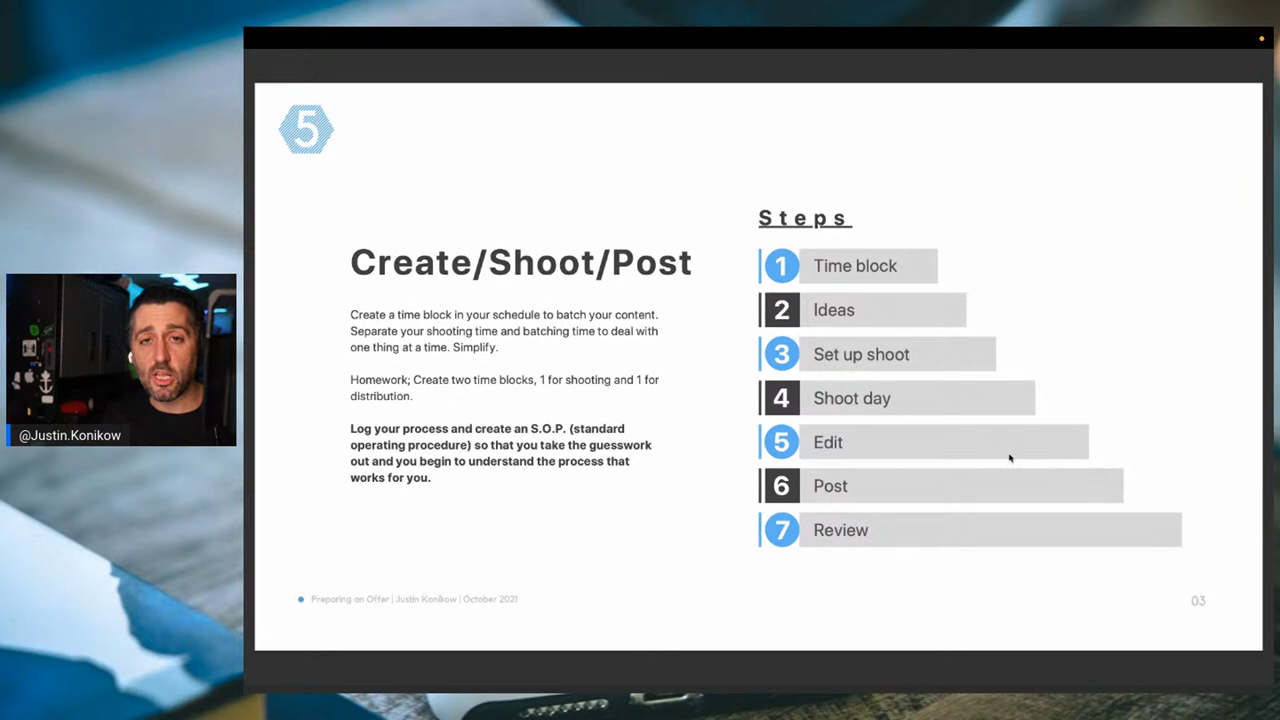 5
Create/Shoot/Post
Create a time block in your schedule to batch your content.
Separate your shooting time and batching time to deal with
one thing at a time. Simplify.
Homework; Create two time blocks, 1 for shooting and 1 for
distribution.
Log your process and create an S.O.P. (standard
operating procedure) so that you take the guesswork
out and you begin to understand the process that
works for you.
Steps
1 Time block
2 Ideas
3 Set up shoot
4 Shoot day
5 Edit
6 Post
7 Review
@Justin.Konikow
Preparing an Offer | Justin Konikow | October 2021
03